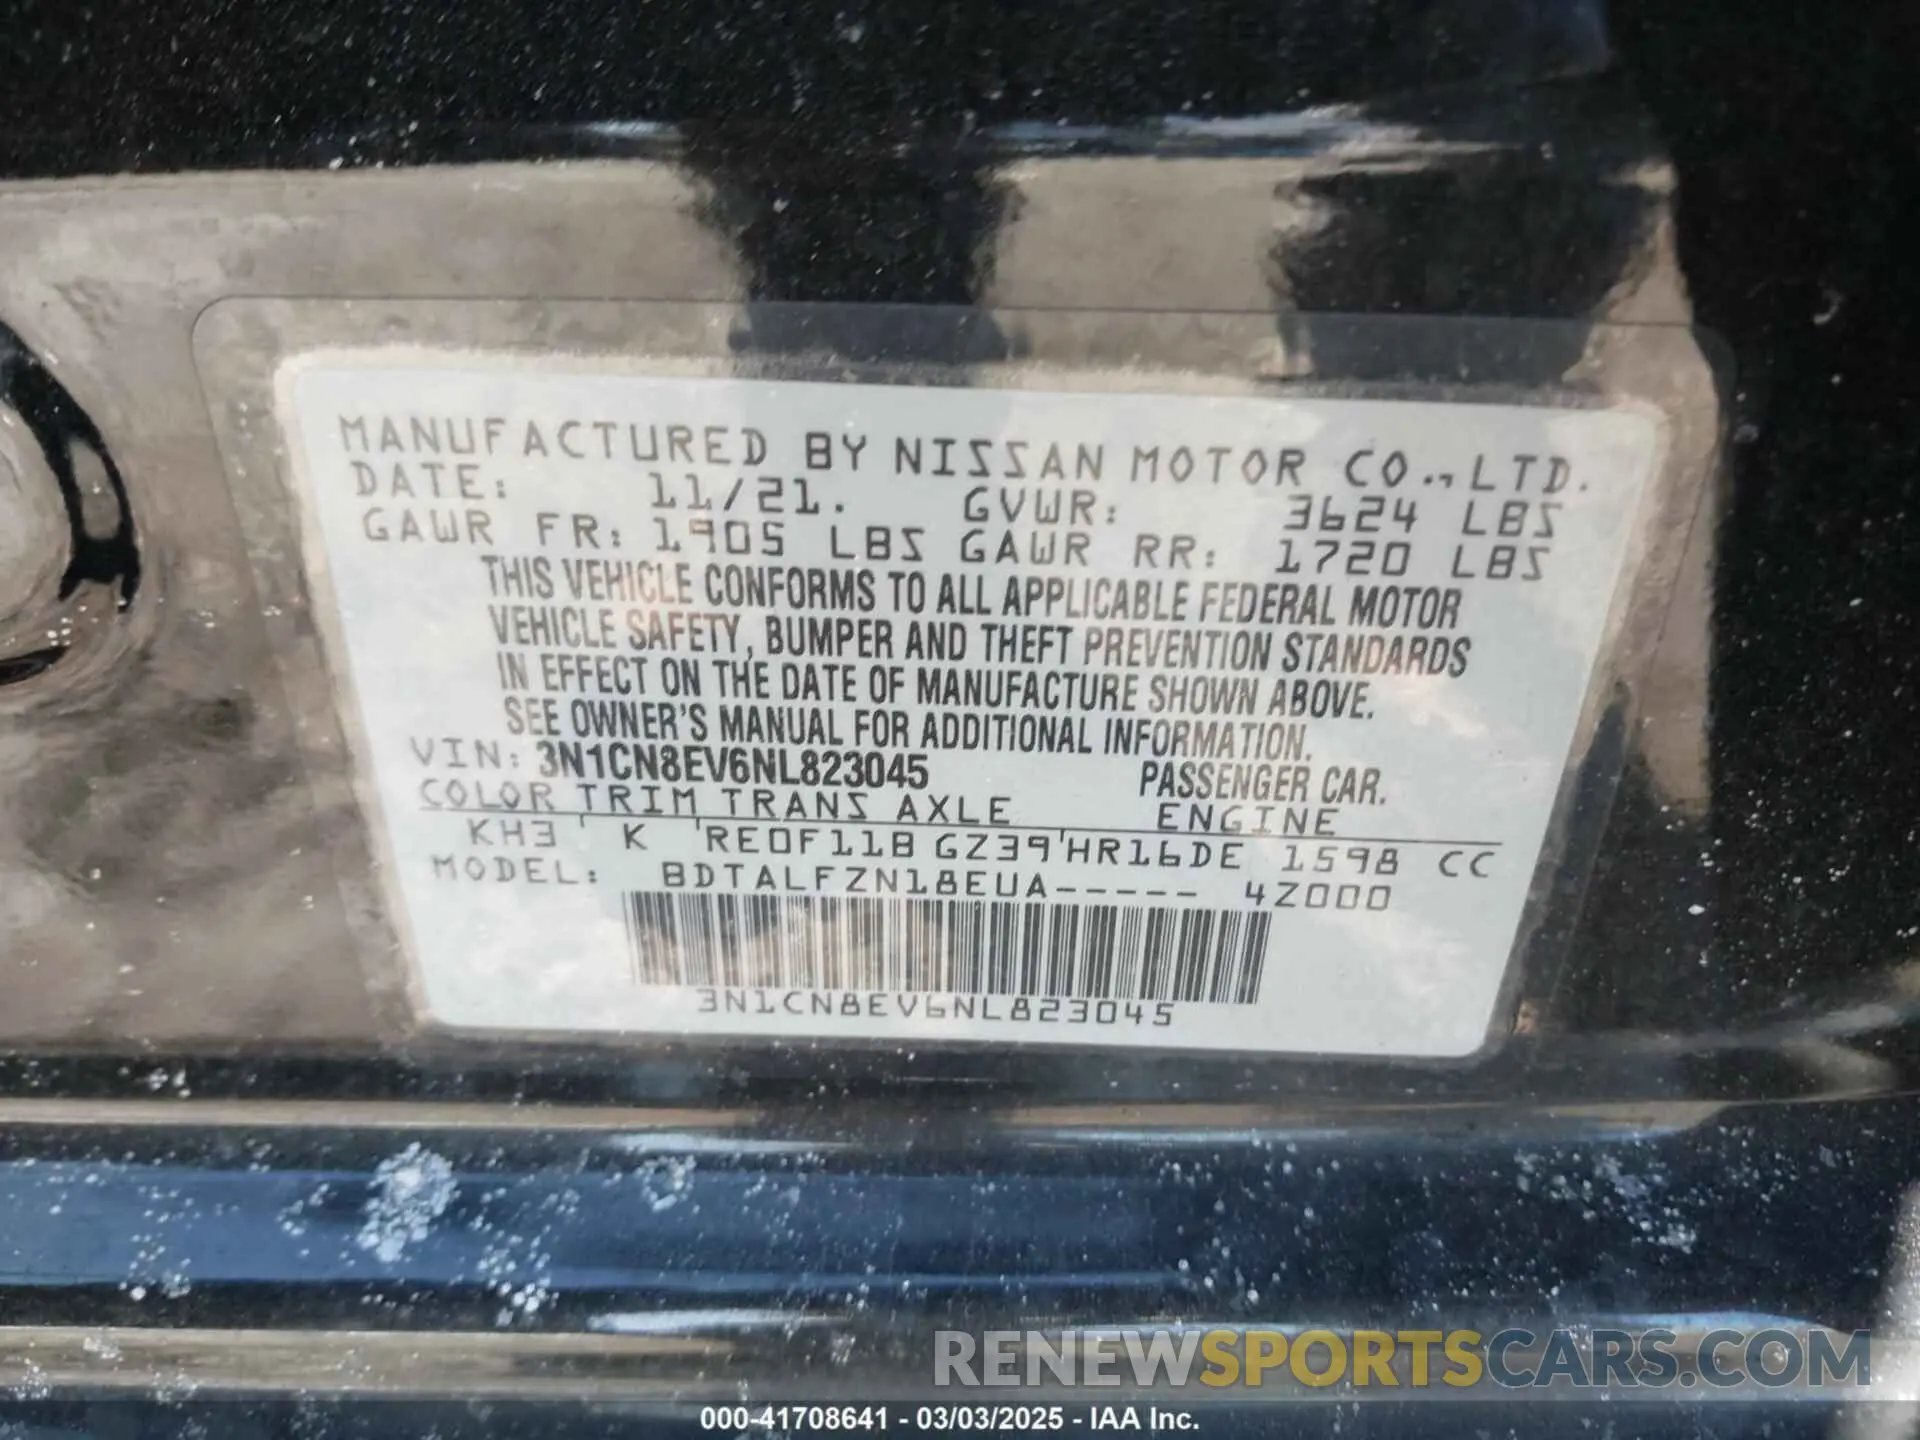 MANUFACTURED BY NISSAN MOTOR CO., LTD.
DATE: 11/21. GVWR: 3624 LBS
GAWR FR: 1905 LBS GAWR RR: 1720 LBS
THIS VEHICLE CONFORMS TO ALL APPLICABLE FEDERAL MOTOR
VEHICLE SAFETY, BUMPER AND THEFT PREVENTION STANDARDS
IN EFFECT ON THE DATE OF MANUFACTURE SHOWN ABOVE.
SEE OWNER'S MANUAL FOR ADDITIONAL INFORMATION.
VIN: 3N1CN8EV6NL823045 PASSENGER CAR.
COLOR TRIM TRANS AXLE ENGINE
KH3 ' K 'RE0F11B GZ39'HR16DE 1598 CC
MODEL: BDTALFZN18EUA----- 4Z000
3N1CN8EV6NL823045
RENEWSPORTSCARS.COM
000-41708641 - 03/03/2025 - IAA Inc.